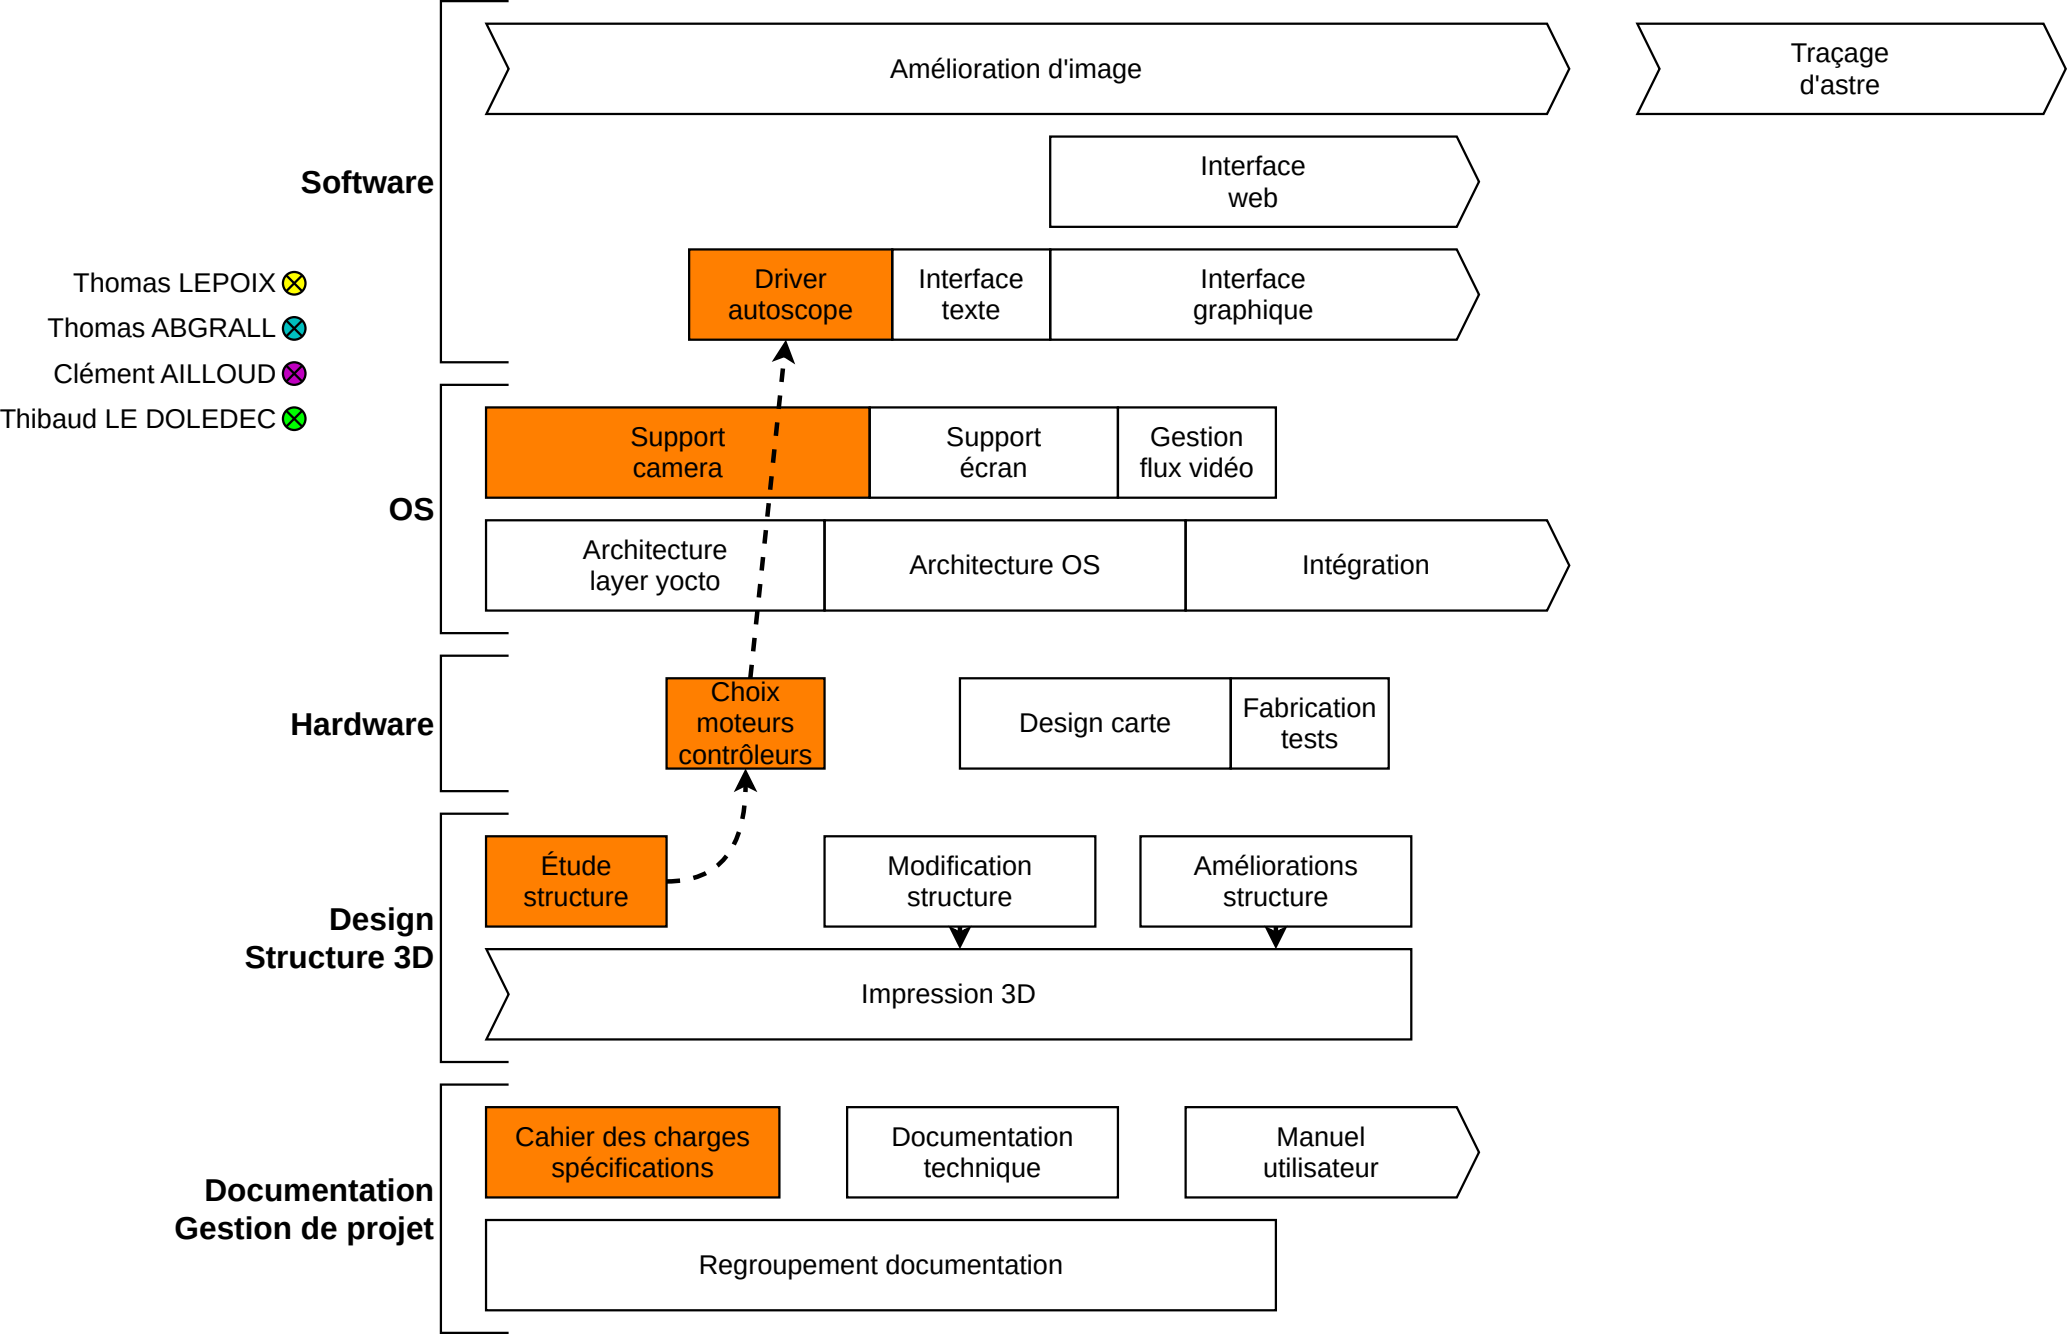 Amélioration d'image
Traçage
d'astre
Software
Interface
web
Driver
autoscope
Interface
texte
Interface
graphique
Thomas LEPOIX
Thomas ABGRALL
Clément AILLOUD
Thibaud LE DOLEDEC
OS
Support
camera
Support
écran
Gestion
flux vidéo
Architecture
layer yocto
Architecture OS
Intégration
Hardware
Choix
moteurs
contrôleurs
Design carte
Fabrication
tests
Design
Structure 3D
Étude
structure
Modification
structure
Améliorations
structure
Impression 3D
Documentation
Gestion de projet
Cahier des charges
spécifications
Documentation
technique
Manuel
utilisateur
Regroupement documentation